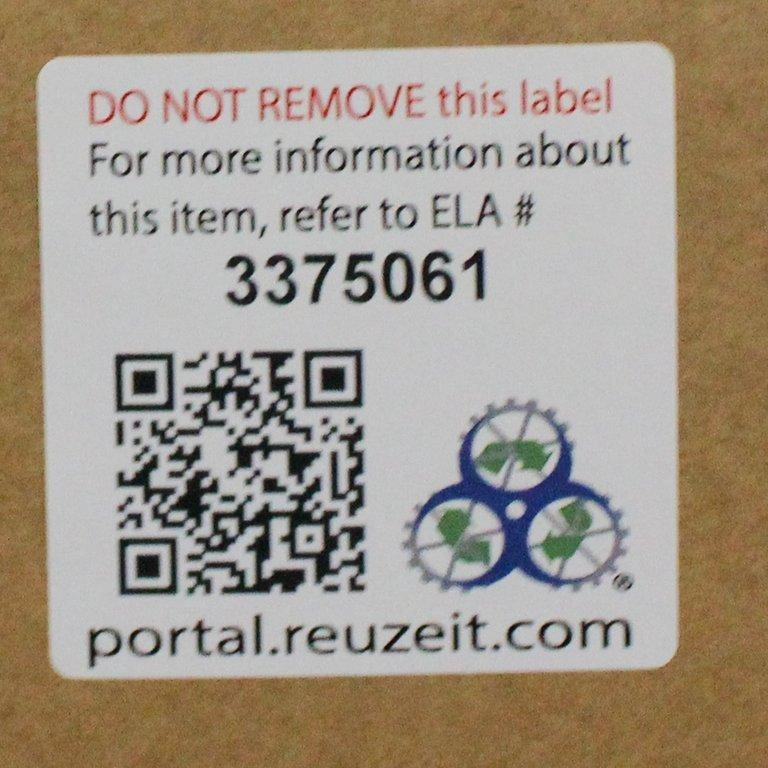 DO NOT REMOVE this label
For more information about
this item, refer to ELA #
3375061
®
portal.reuzeit.com